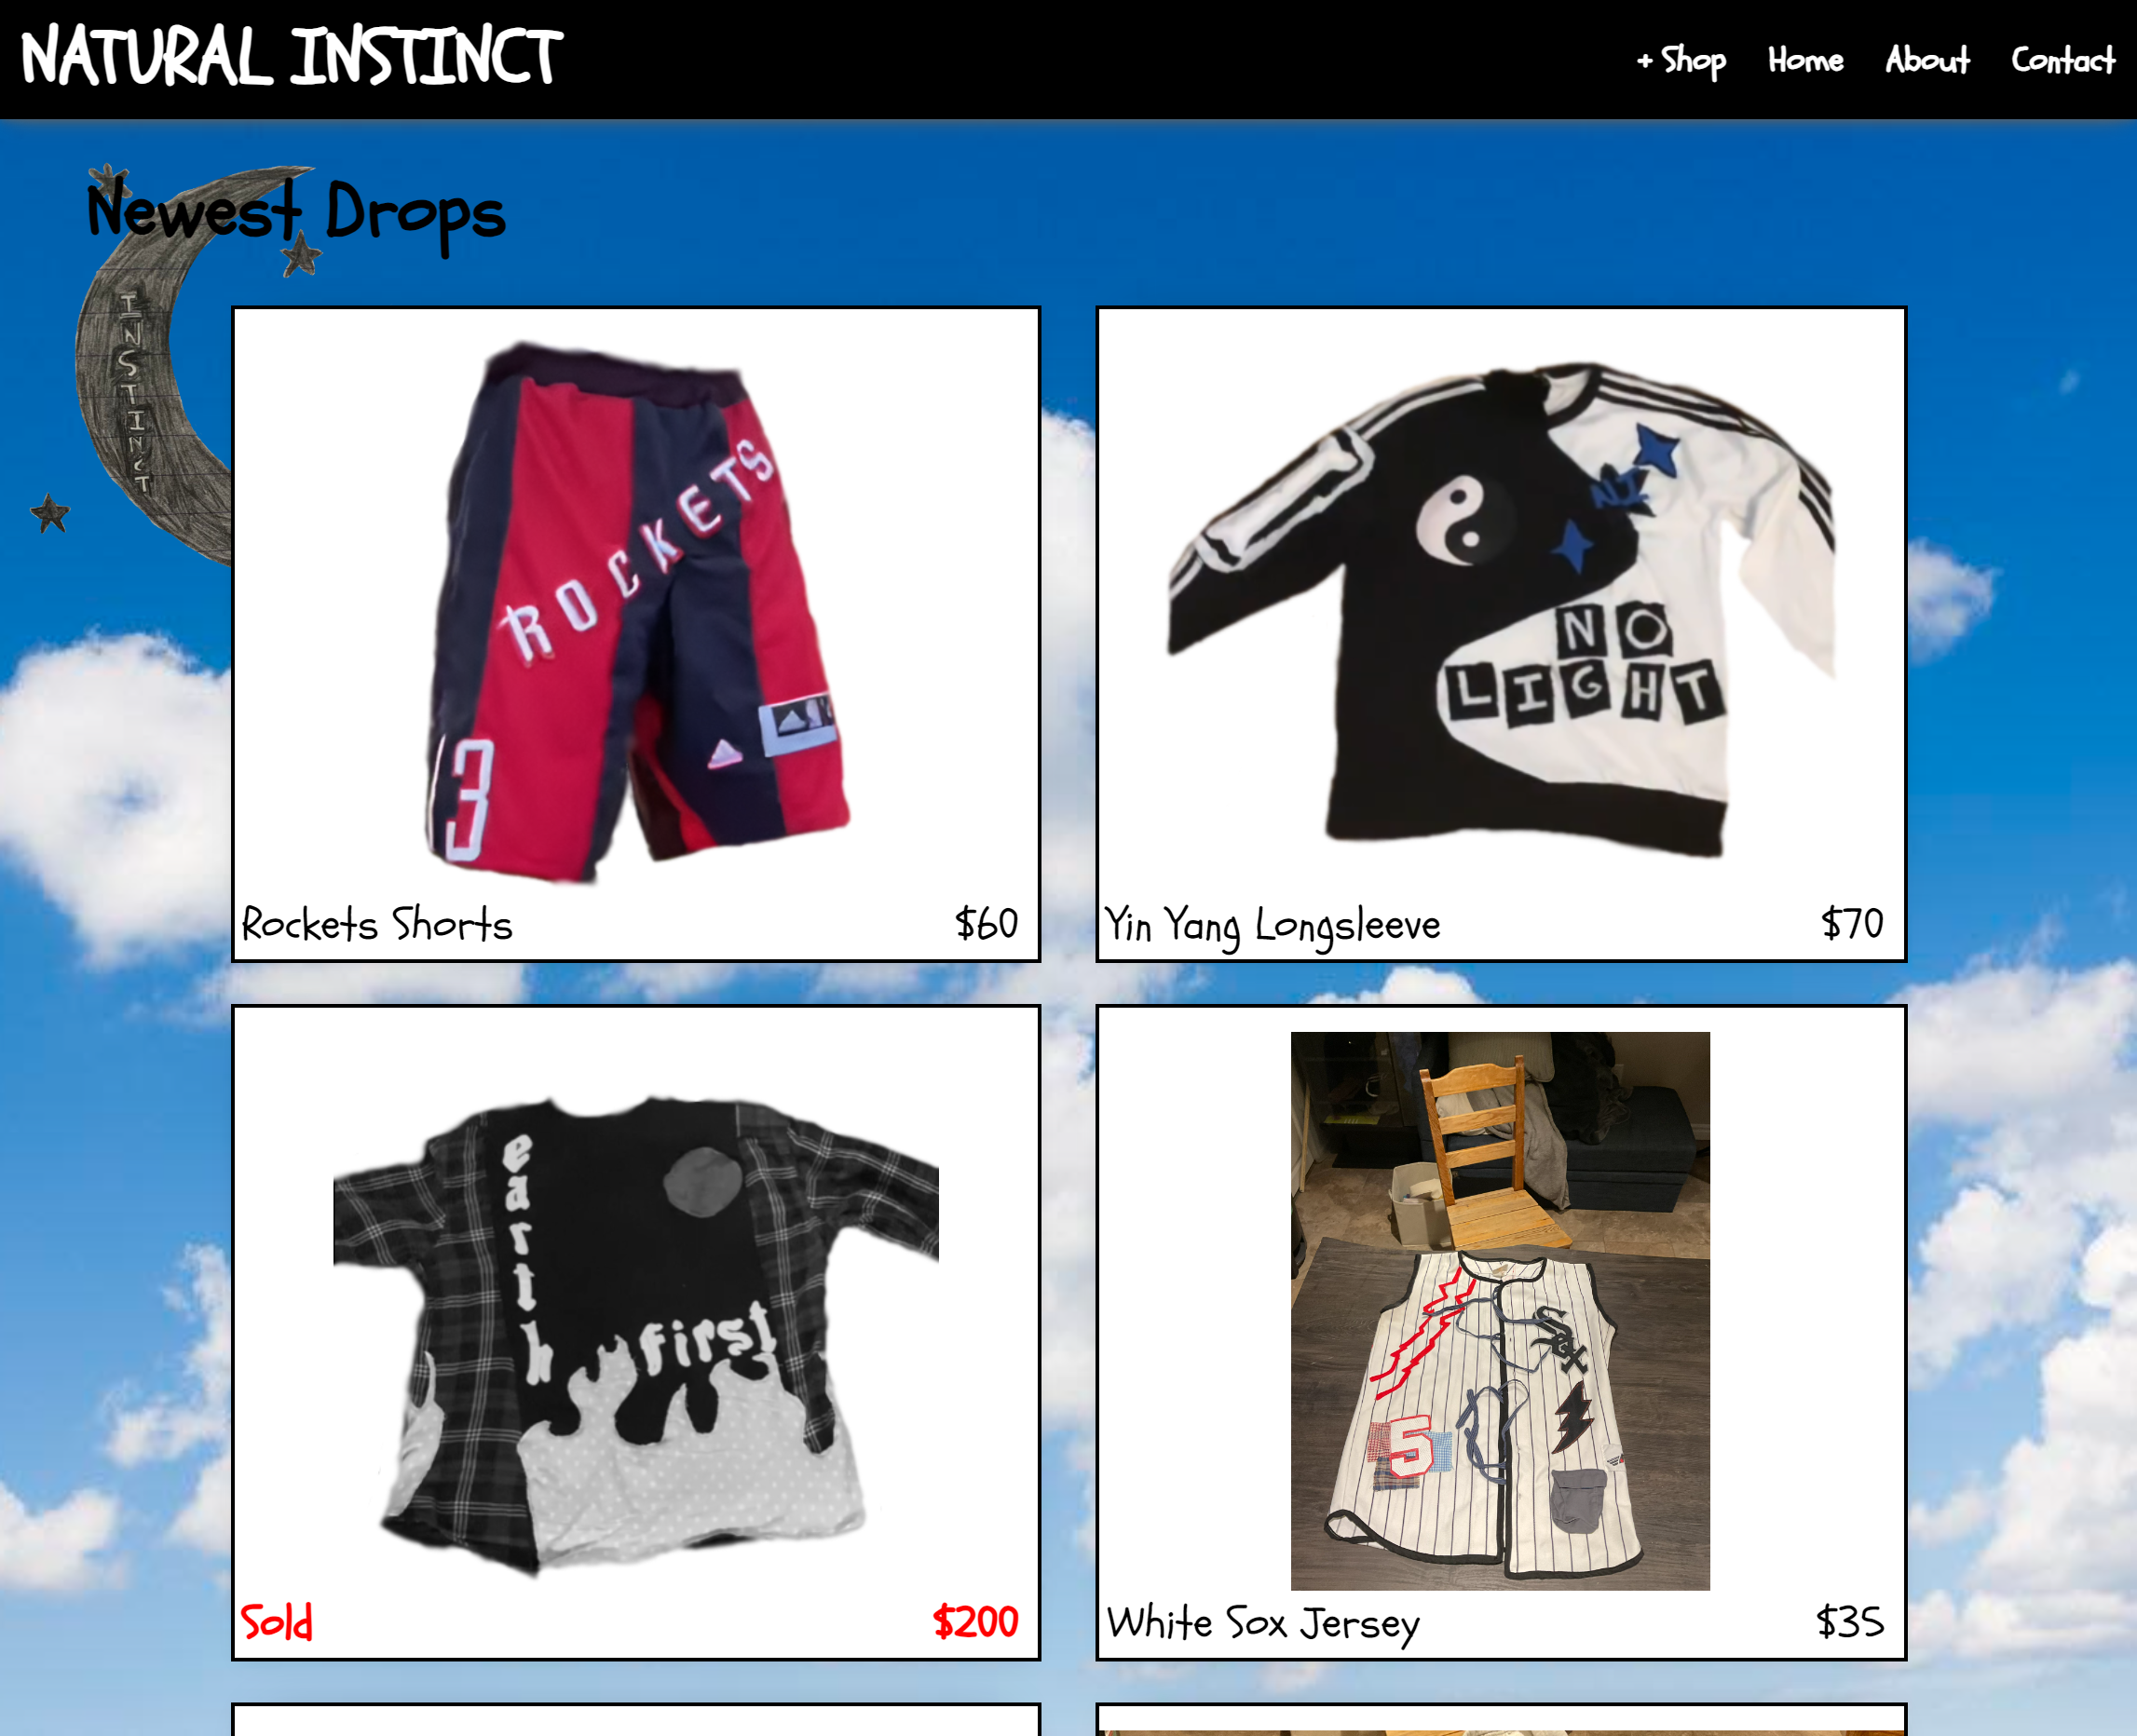 NATURAL INSTINCT
+ Shop Home About Contact
Newest Drops
INSTINCT
ROCKETS
13
NI
NO
LIGHT
Rockets Shorts $60
Yin Yang Longsleeve $70
earth
first
Sox
5
Sold $200
White Sox Jersey $35